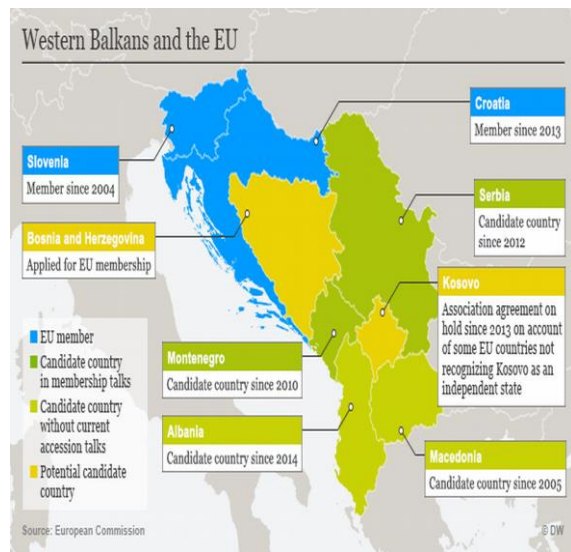 Western Balkans and the EU
Croatia
Member since 2013
Slovenia
Member since 2004
Serbia
Candidate country
since 2012
Bosnia and Herzegovina
Applied for EU membership
Kosovo
Association agreement on
hold since 2013 on account
of some EU countries not
recognizing Kosovo as an
independent state
EU member
Candidate country
in membership talks
Candidate country
without current
accession talks
Potential candidate
country
Montenegro
Candidate country since 2010
Albania
Candidate country since 2014
Macedonia
Candidate country since 2005
Source: European Commission
© DW